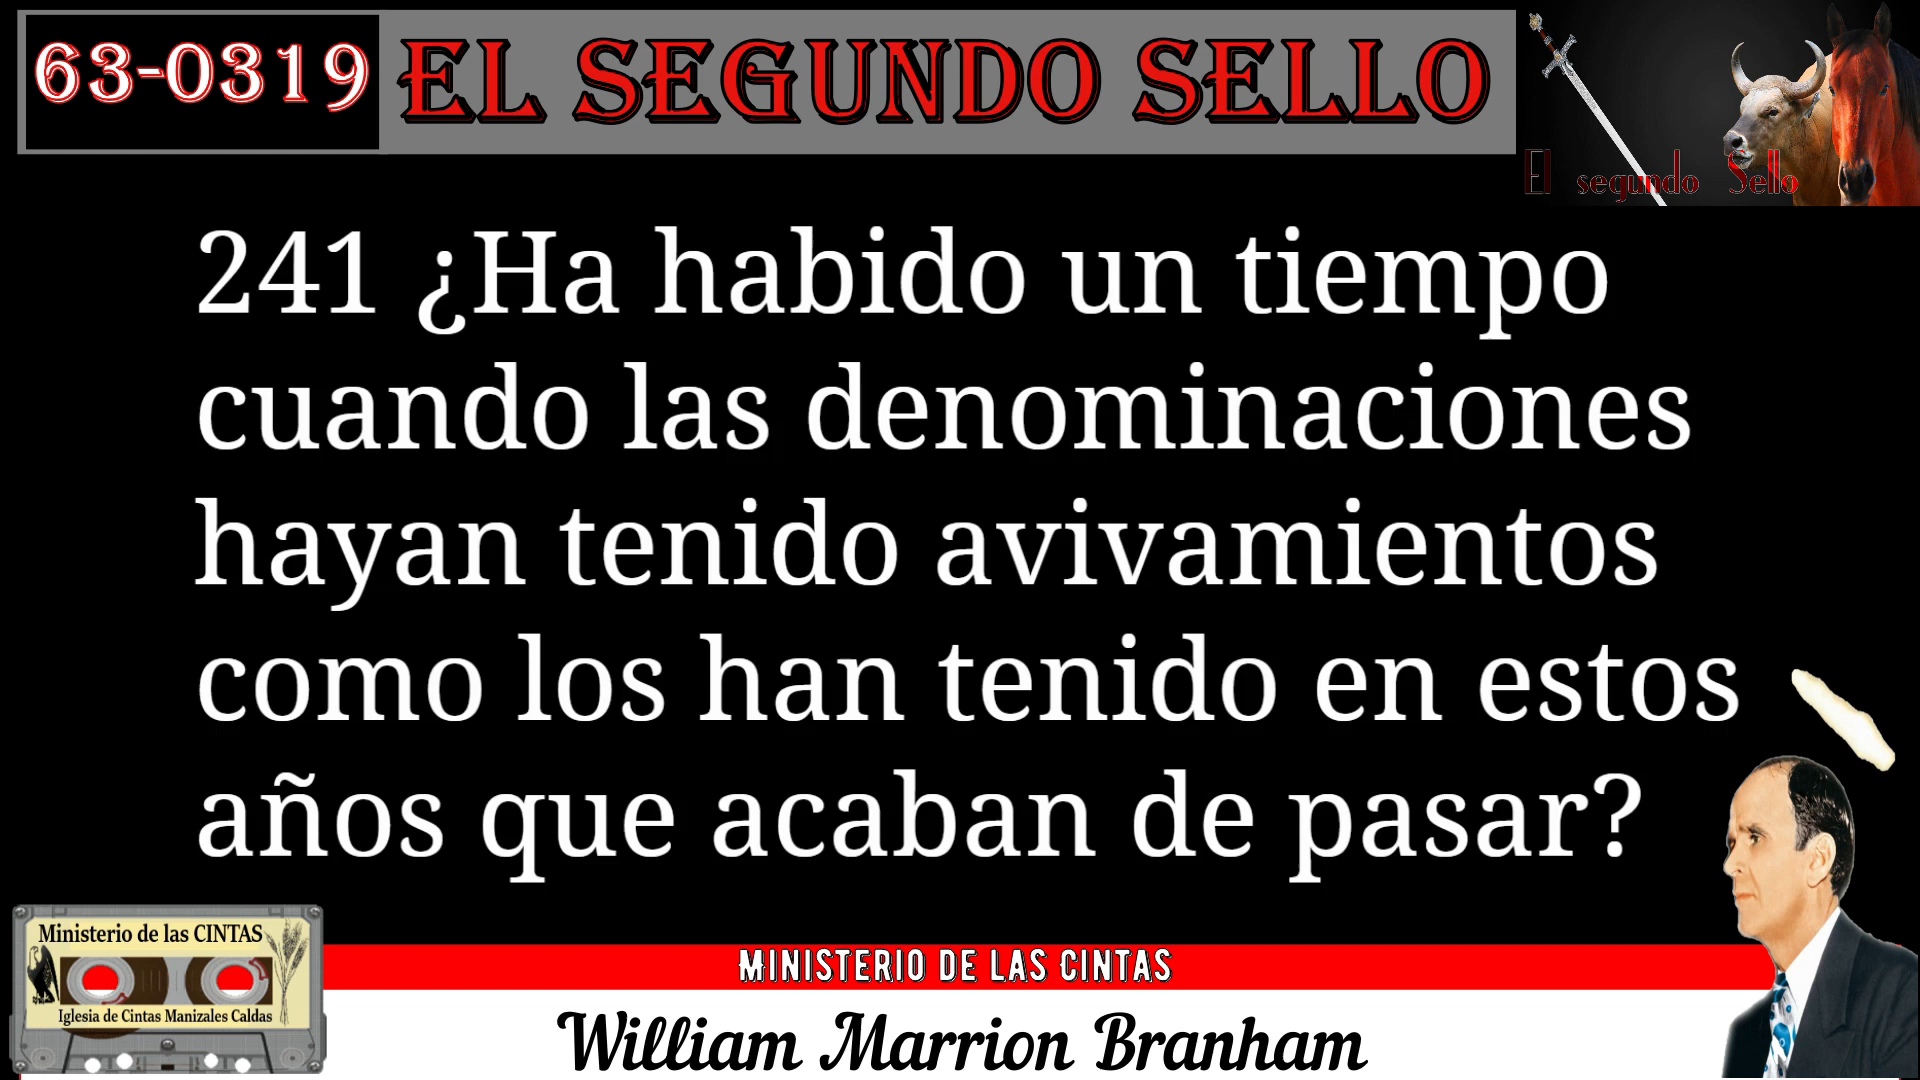 63-0319
EL SEGUNDO SELLO
El segundo Sello
241 ¿Ha habido un tiempo
cuando las denominaciones
hayan tenido avivamientos
como los han tenido en estos
años que acaban de pasar?
Ministerio de las CINTAS
Iglesia de Cintas Manizales Caldas
MINISTERIO DE LAS CINTAS
William Marrion Branham